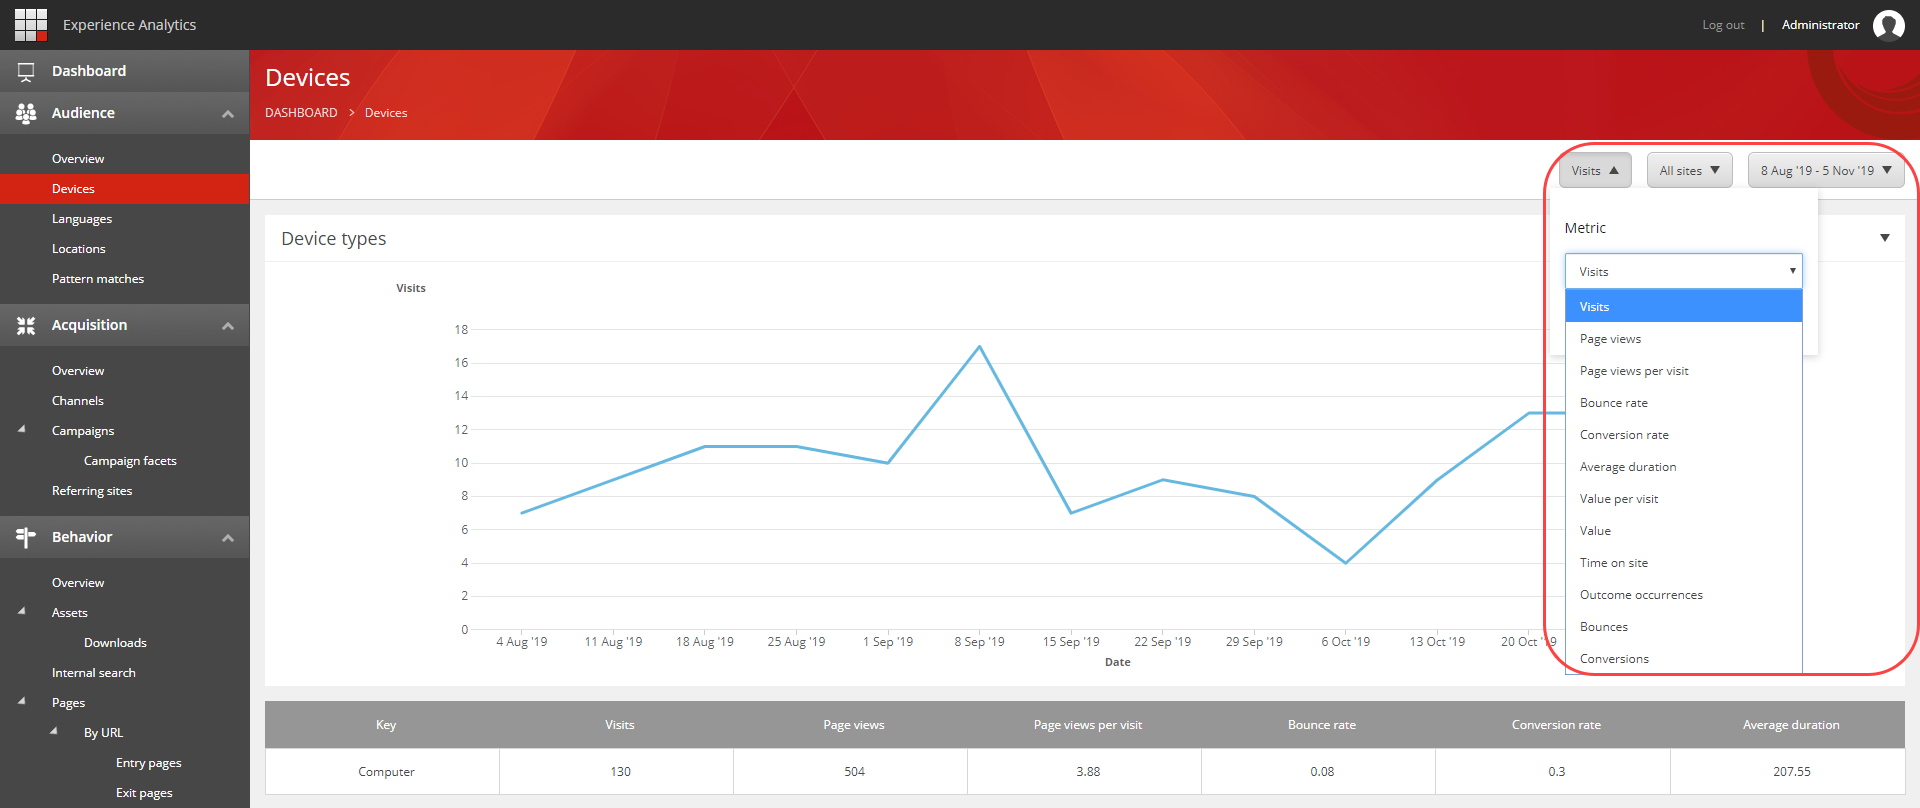 Experience Analytics
Log out | Administrator
Dashboard
Audience
Overview
Devices
Languages
Locations
Pattern matches
Acquisition
Overview
Channels
Campaigns
Campaign facets
Referring sites
Behavior
Overview
Assets
Downloads
Internal search
Pages
By URL
Entry pages
Exit pages
Devices
DASHBOARD > Devices
Visits
All sites
8 Aug '19 - 5 Nov '19
Metric
Visits
Visits
Page views
Page views per visit
Bounce rate
Conversion rate
Average duration
Value per visit
Value
Time on site
Outcome occurrences
Bounces
Conversions
Device types
Visits
18
16
14
12
10
8
6
4
2
0
4 Aug '19 11 Aug '19 18 Aug '19 25 Aug '19 1 Sep '19 8 Sep '19 15 Sep '19 22 Sep '19 29 Sep '19 6 Oct '19 13 Oct '19 20 Oct '19
Date
Key Visits Page views Page views per visit Bounce rate Conversion rate Average duration
Computer 130 504 3.88 0.08 0.3 207.55